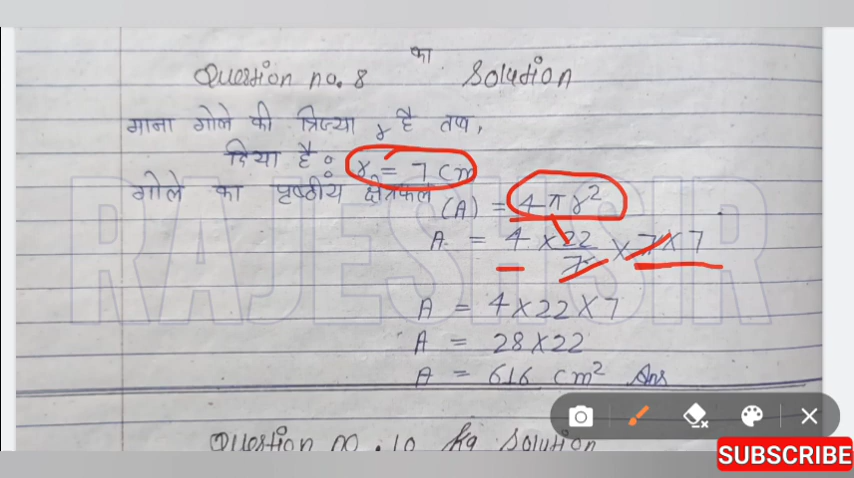 Question no. 8 का Solution
माना गोले की त्रिज्या r है तब,
दिया है : r = 7 cm
गोले का पृष्ठीय क्षेत्रफल (A) = 4πr²
A = 4 × 22/7 × 7 × 7
A = 4 × 22 × 7
A = 28 × 22
A = 616 cm² Ans
Question no. 10 ka Solution
RAJESH SIR
SUBSCRIBE